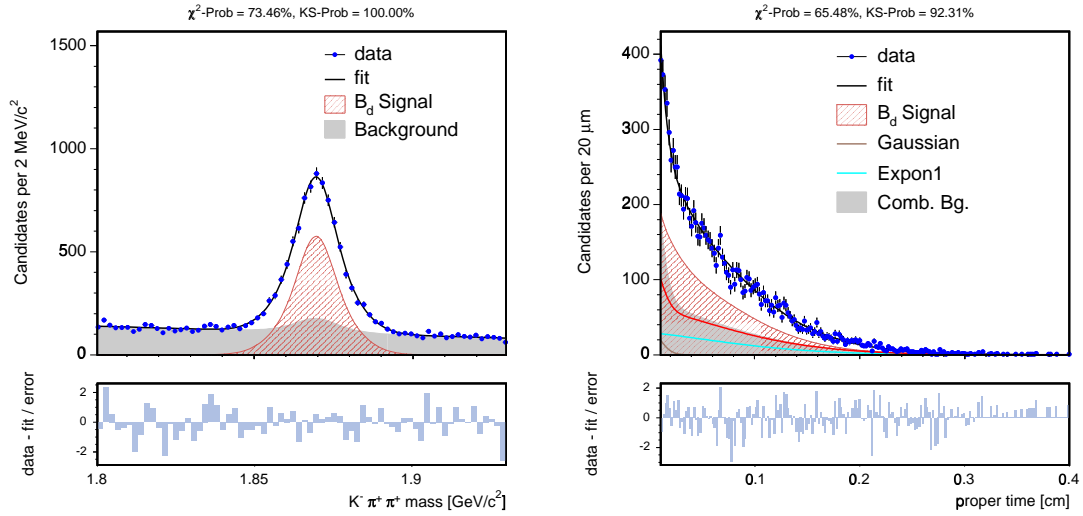 χ²-Prob = 73.46%, KS-Prob = 100.00%
Candidates per 2 MeV/c²
1500
1000
500
0
data
fit
B_d Signal
Background
data - fit / error
2
0
-2
1.8
1.85
1.9
K⁻ π⁺ π⁺ mass [GeV/c²]
χ²-Prob = 65.48%, KS-Prob = 92.31%
Candidates per 20 μm
400
300
200
100
0
data
fit
B_d Signal
Gaussian
Expon1
Comb. Bg.
data - fit / error
2
0
-2
0.1
0.2
0.3
0.4
proper time [cm]